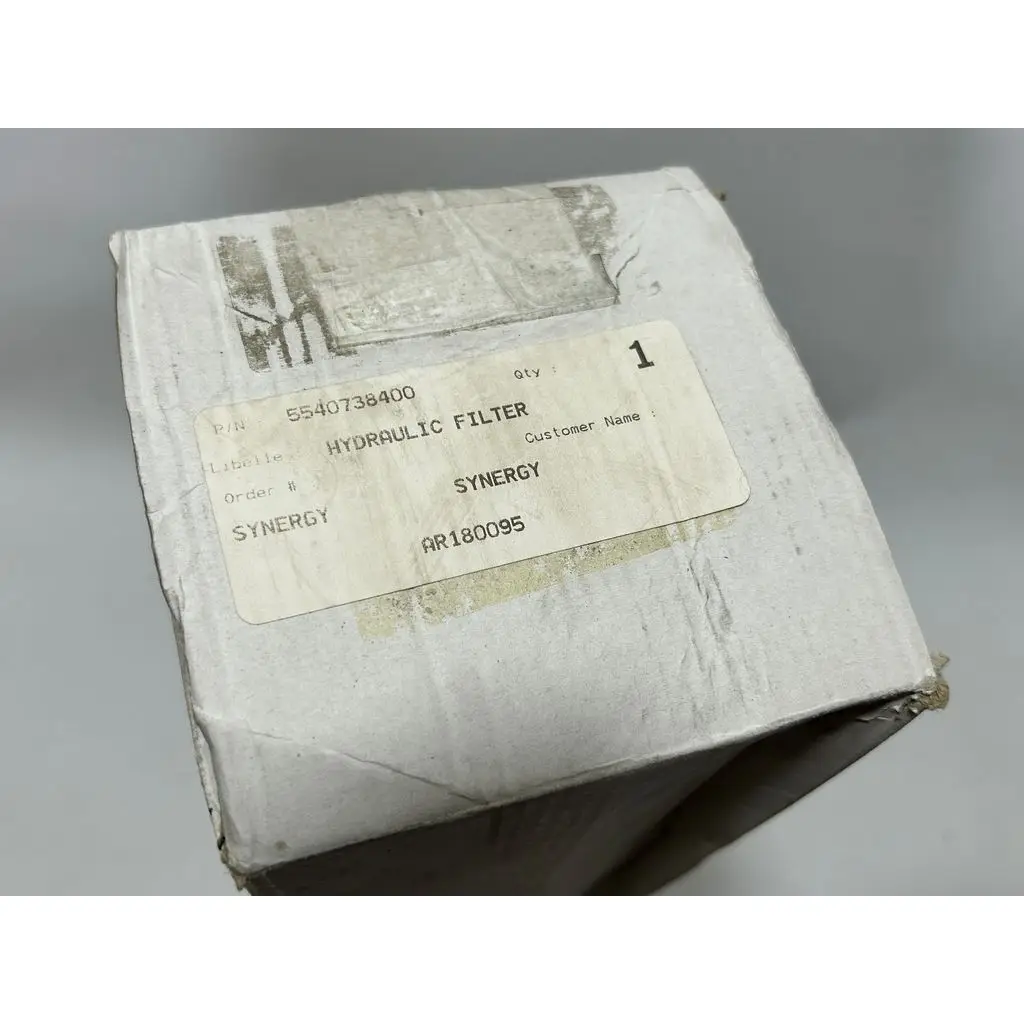 P/N : 5540738400 Qty : 1
Libelle : HYDRAULIC FILTER
Order # Customer Name :
SYNERGY SYNERGY
AR180095